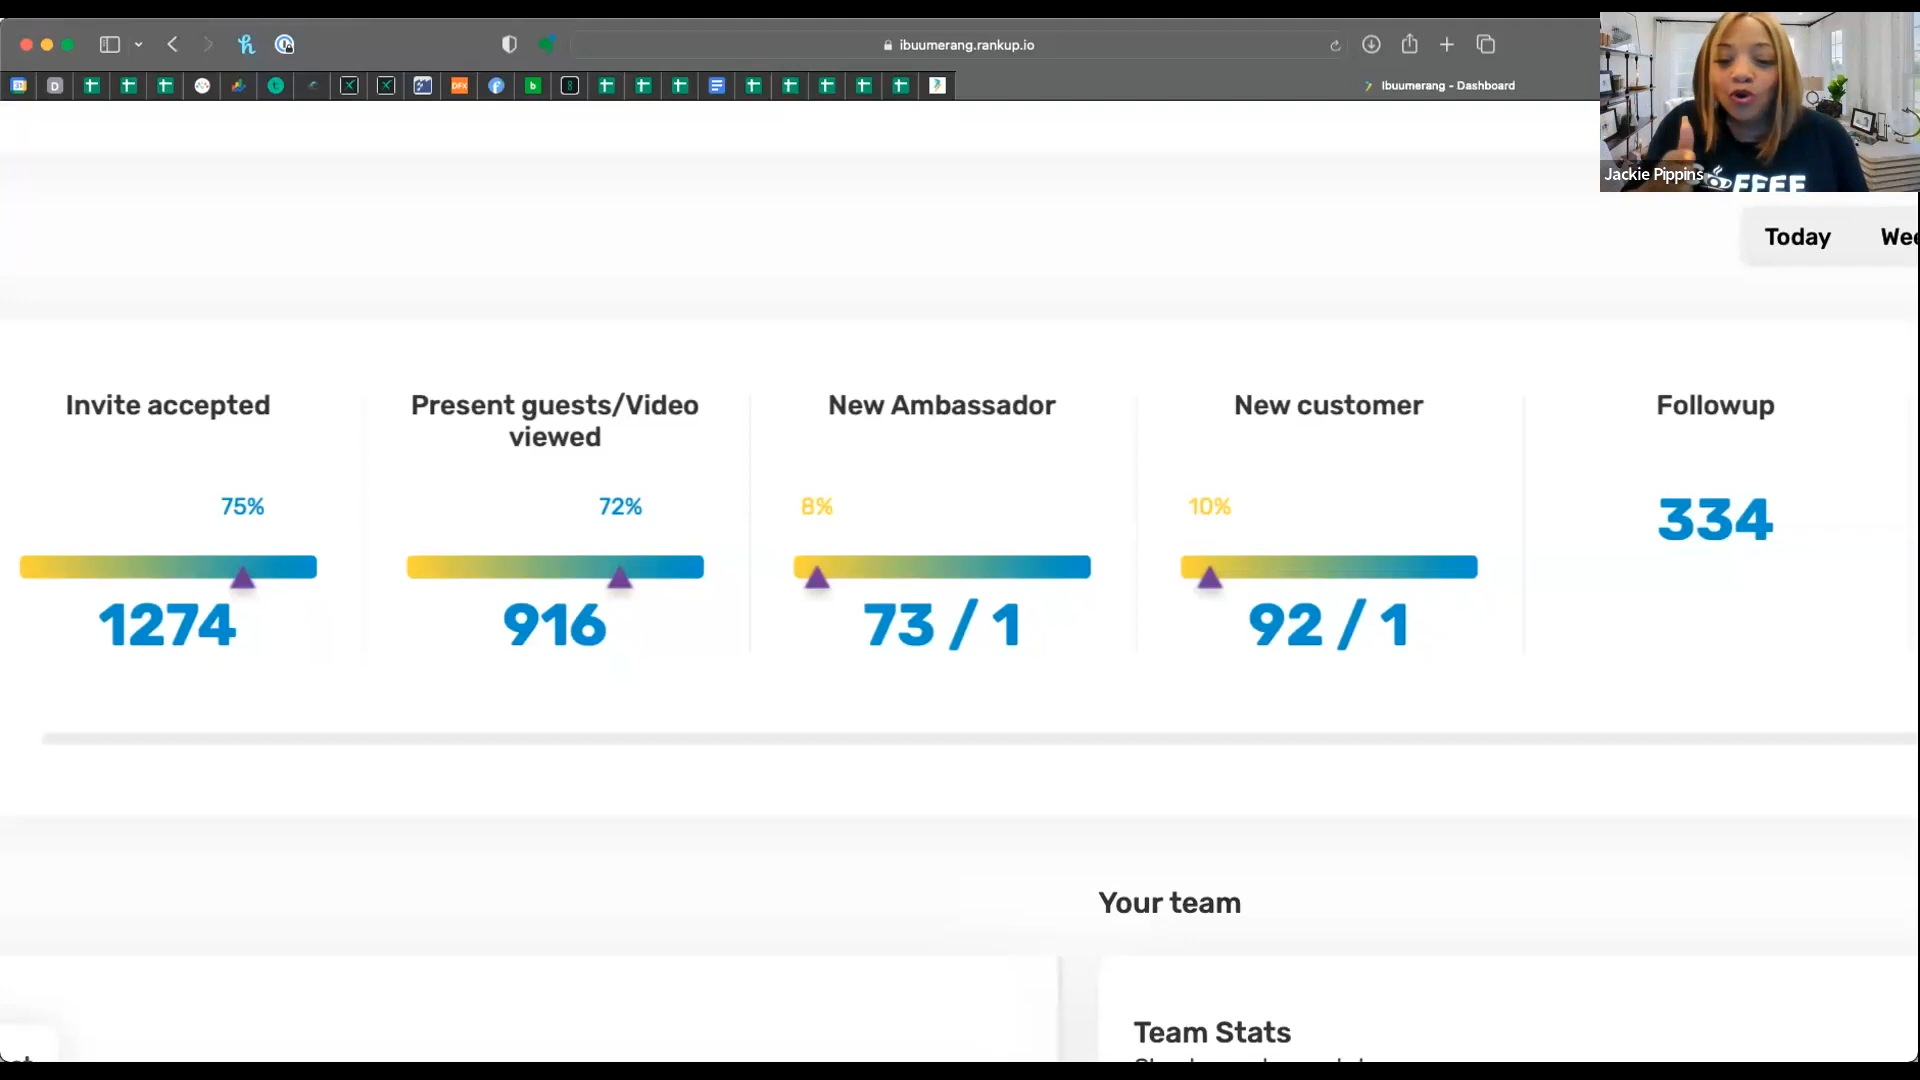 ibuumerang.rankup.io
Ibuumerang - Dashboard
Jackie Pippins
Today
Invite accepted
Present guests/Video
viewed
New Ambassador
New customer
Followup
75%
72%
8%
10%
334
1274
916
73 / 1
92 / 1
Your team
Team Stats